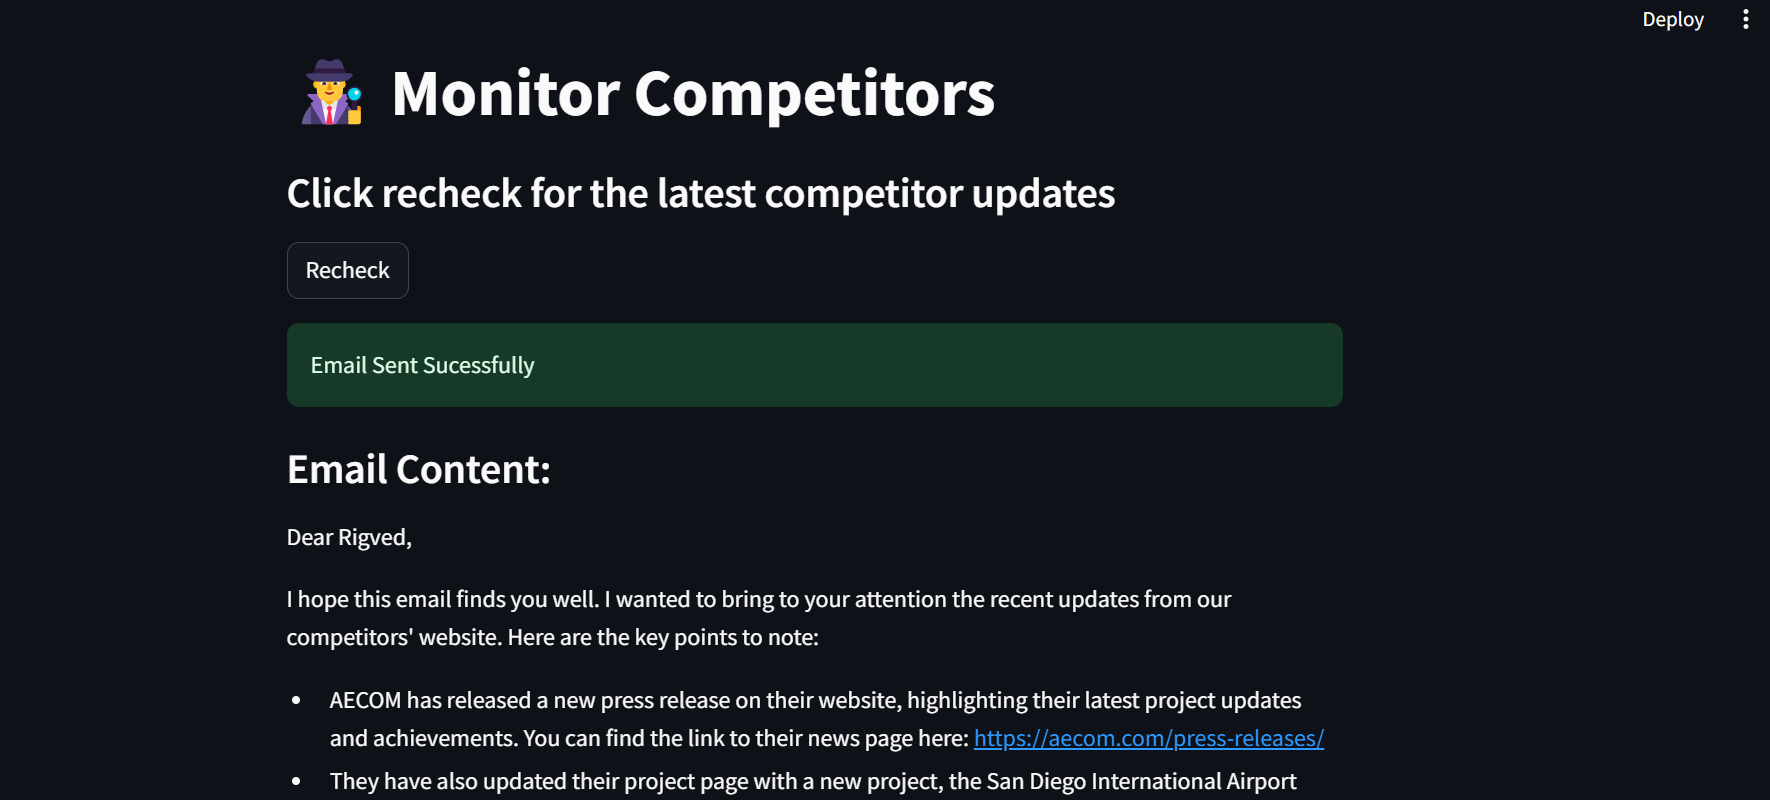 Deploy
Monitor Competitors
Click recheck for the latest competitor updates
Recheck
Email Sent Sucessfully
Email Content:
Dear Rigved,
I hope this email finds you well. I wanted to bring to your attention the recent updates from our
competitors' website. Here are the key points to note:
• AECOM has released a new press release on their website, highlighting their latest project updates
and achievements. You can find the link to their news page here: https://aecom.com/press-releases/
• They have also updated their project page with a new project, the San Diego International Airport